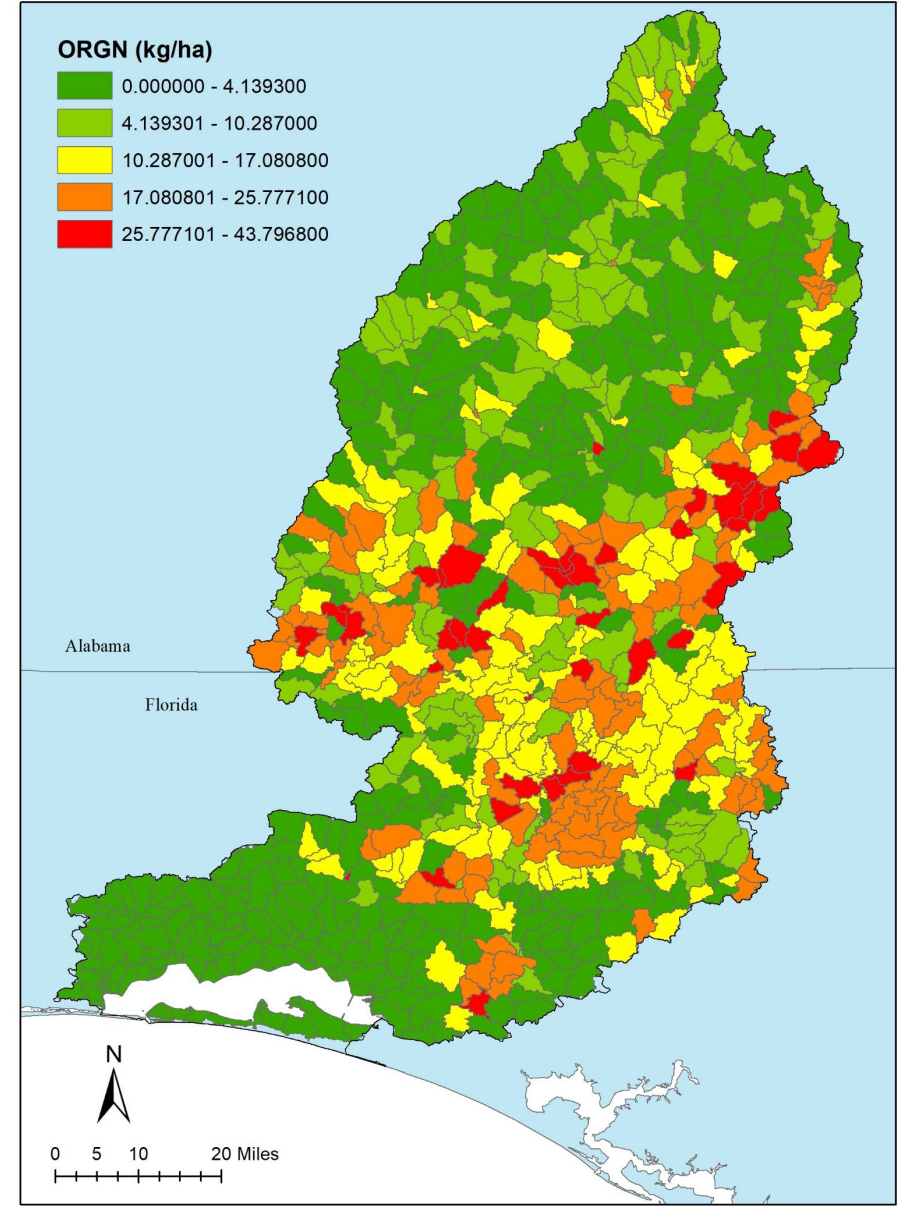 ORGN (kg/ha)
0.000000 - 4.139300
4.139301 - 10.287000
10.287001 - 17.080800
17.080801 - 25.777100
25.777101 - 43.796800
Alabama
Florida
N
0 5 10 20 Miles